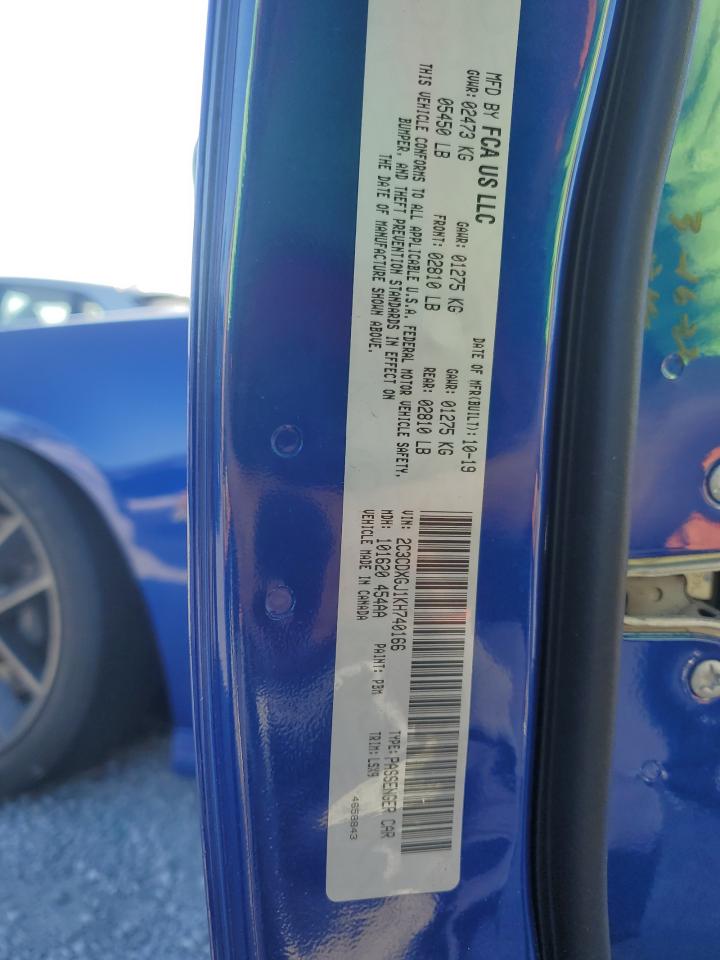 MFD BY FCA US LLC
DATE OF MFR(BUILT): 10-19
GVWR: 02473 KG
05450 LB
GAWR: 01275 KG
FRONT: 02810 LB
GAWR: 01275 KG
REAR: 02810 LB
THIS VEHICLE CONFORMS TO ALL APPLICABLE U.S.A. FEDERAL MOTOR VEHICLE SAFETY,
BUMPER, AND THEFT PREVENTION STANDARDS IN EFFECT ON
THE DATE OF MANUFACTURE SHOWN ABOVE.
VIN: 2C3CDXGJ1KH740166
TYPE: PASSENGER CAR
MDH: 101620 454AA
PAINT: PBM
TRIM: LSX9
VEHICLE MADE IN CANADA
4658843